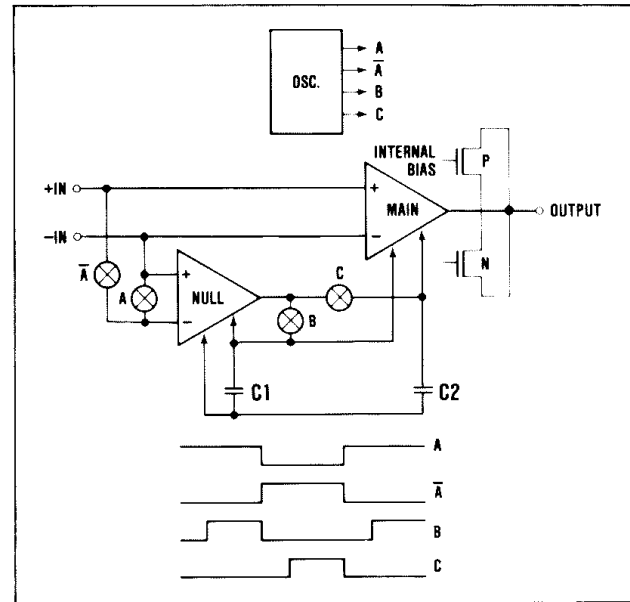 OSC.
A
A̅
B
C
INTERNAL
BIAS
P
+IN
+
MAIN
OUTPUT
−IN
−
N
A̅
A
+
NULL
−
C
B
C1
C2
A
A̅
B
C